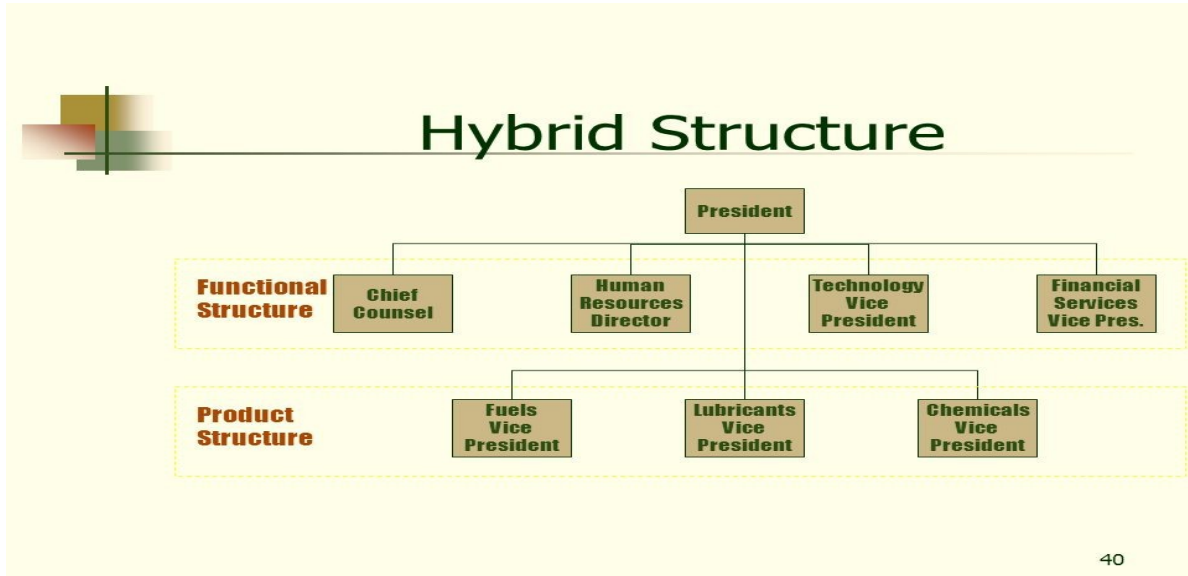 Hybrid Structure
President
Functional
Structure
Chief
Counsel
Human
Resources
Director
Technology
Vice
President
Financial
Services
Vice Pres.
Product
Structure
Fuels
Vice
President
Lubricants
Vice
President
Chemicals
Vice
President
40